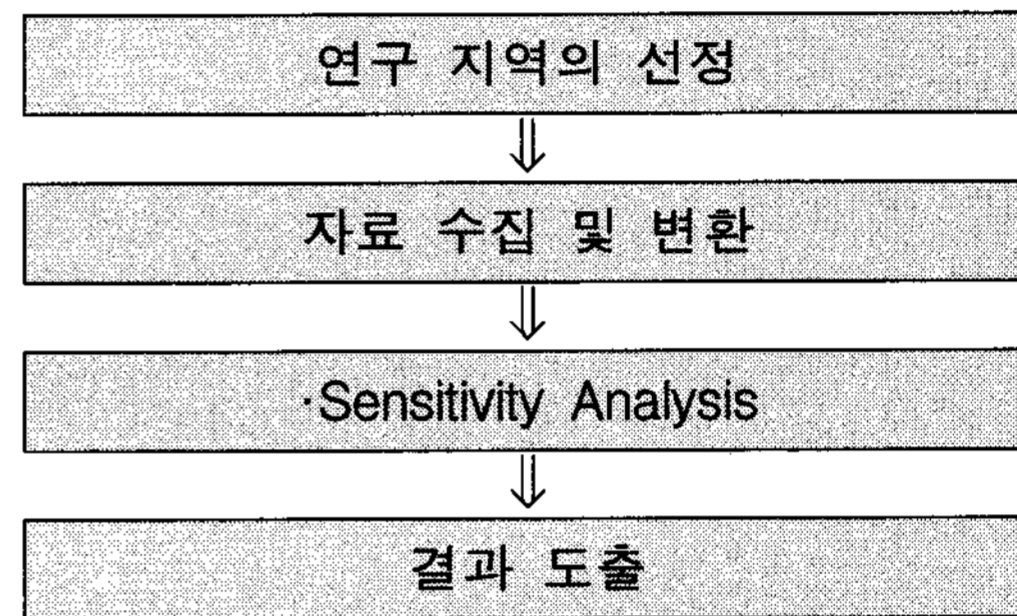 연구 지역의 선정
⇓
자료 수집 및 변환
⇓
·Sensitivity Analysis
⇓
결과 도출